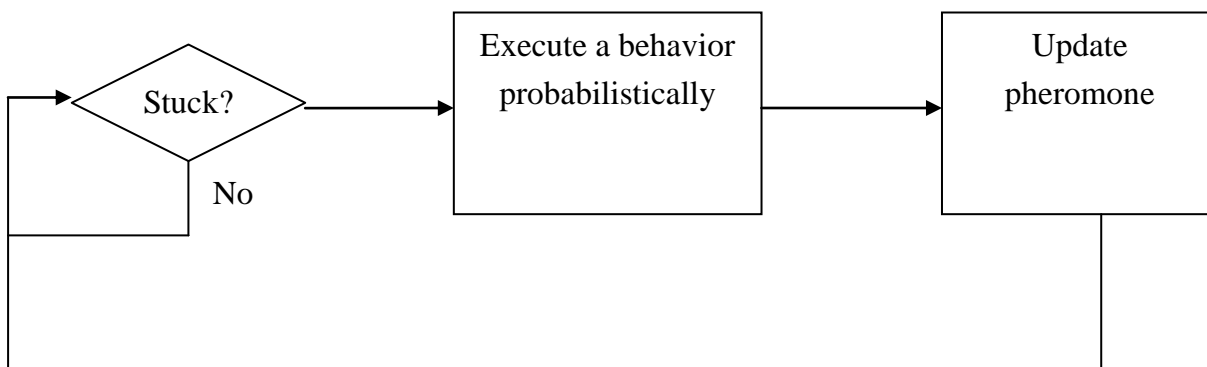 Stuck?
No
Execute a behavior
probabilistically
Update
pheromone